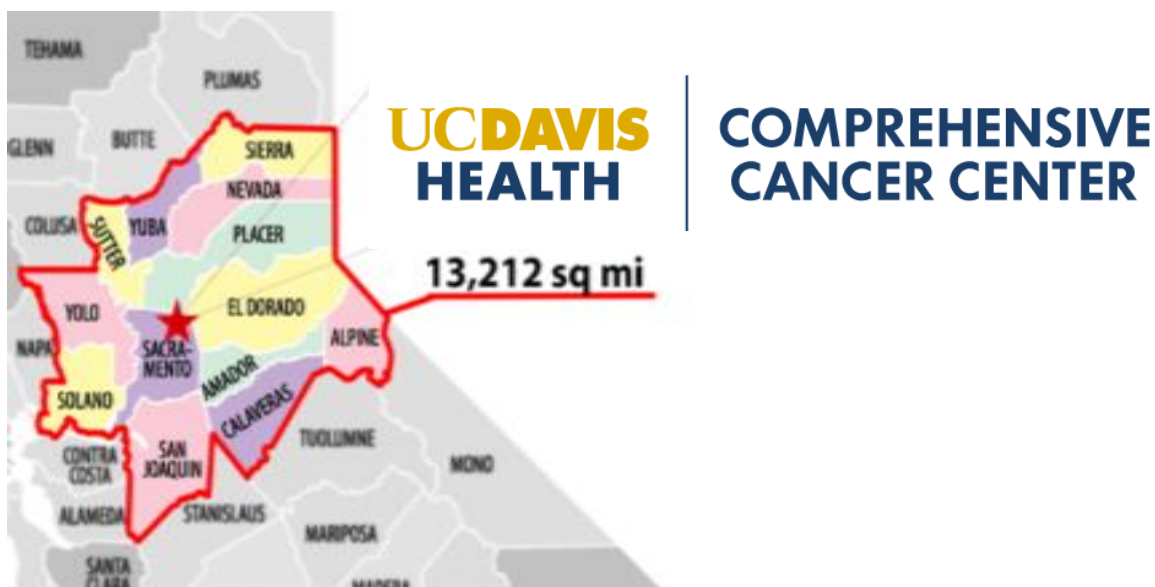 TEHAMA
PLUMAS
GLENN
BUTTE
SIERRA
NEVADA
COLUSA
SUTTER
YUBA
PLACER
YOLO
EL DORADO
NAPA
SACRA-
MENTO
ALPINE
AMADOR
SOLANO
CALAVERAS
CONTRA
COSTA
SAN
JOAQUIN
TUOLUMNE
MONO
ALAMEDA
STANISLAUS
MARIPOSA
SANTA
CLARA
MADERA
UCDAVIS
HEALTH
COMPREHENSIVE
CANCER CENTER
13,212 sq mi